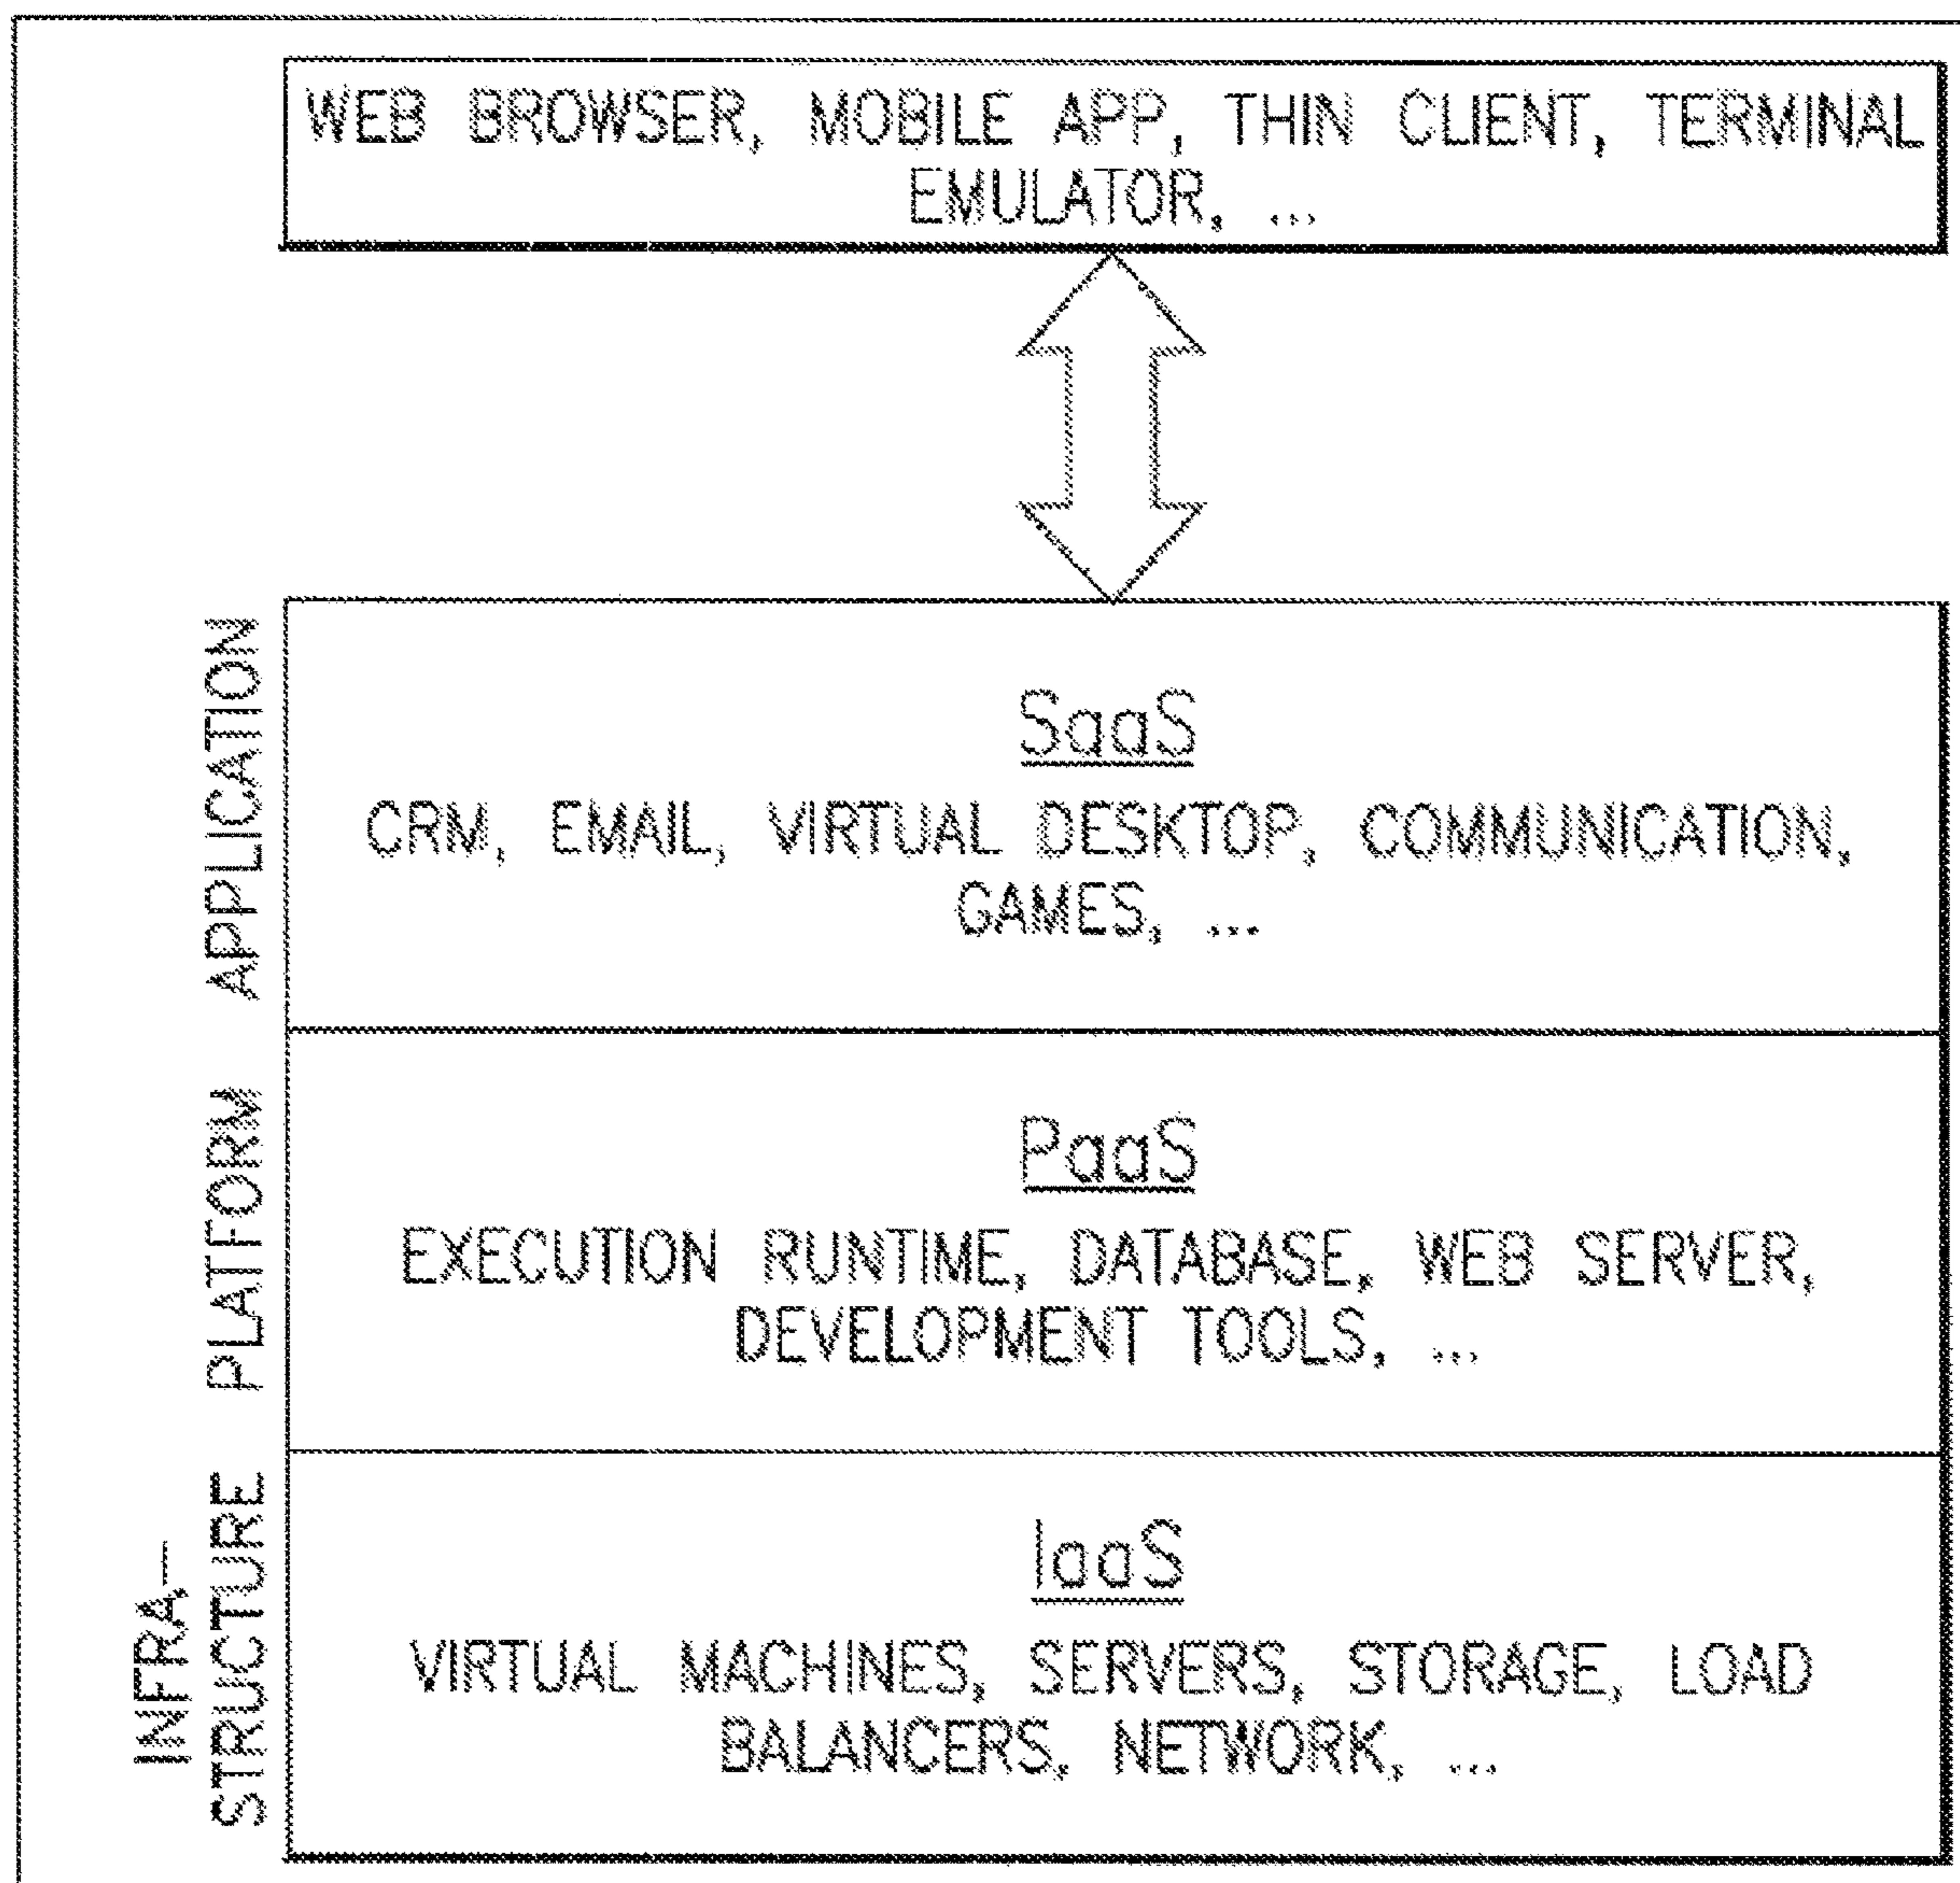 WEB BROWSER, MOBILE APP, THIN CLIENT, TERMINAL
EMULATOR, ...
APPLICATION
SaaS
CRM, EMAIL, VIRTUAL DESKTOP, COMMUNICATION,
GAMES, ...
PLATFORM
PaaS
EXECUTION RUNTIME, DATABASE, WEB SERVER,
DEVELOPMENT TOOLS, ...
INFRA-
STRUCTURE
IaaS
VIRTUAL MACHINES, SERVERS, STORAGE, LOAD
BALANCERS, NETWORK, ...